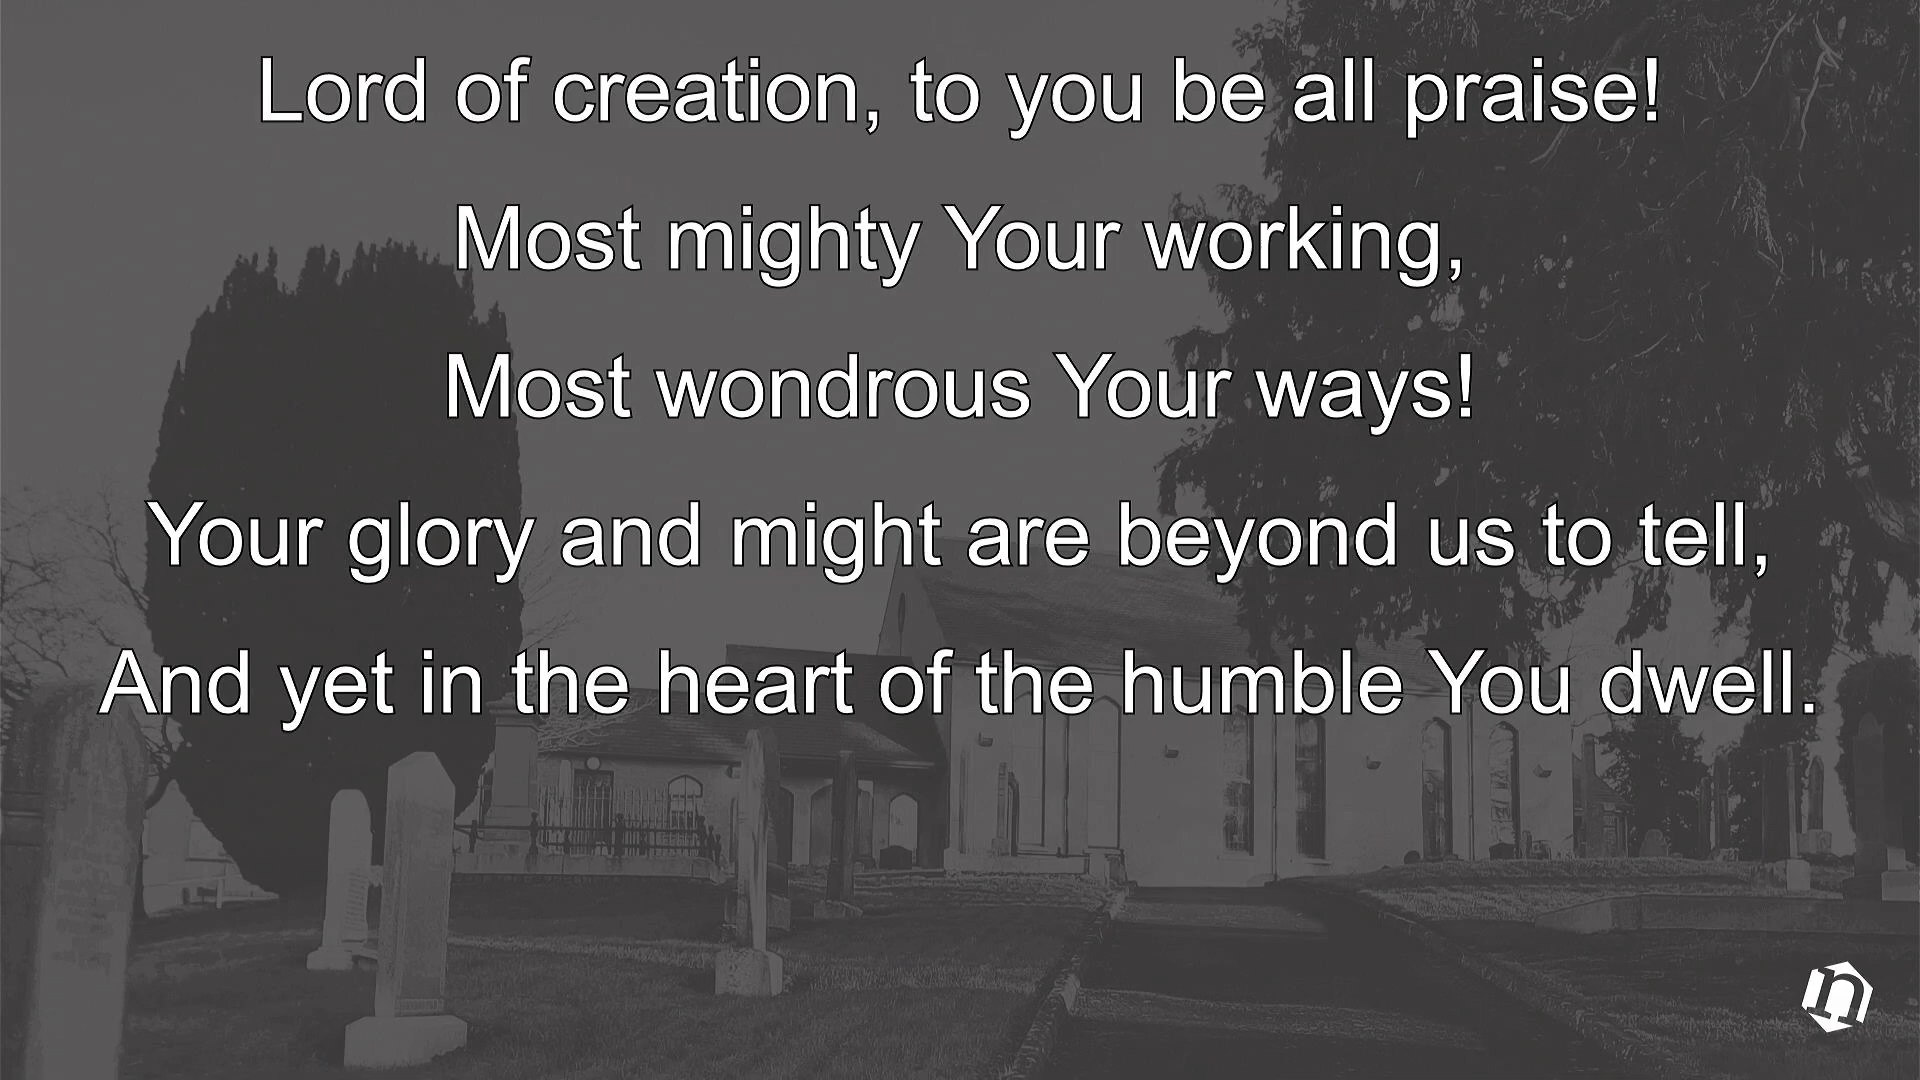 Lord of creation, to you be all praise!
Most mighty Your working,
Most wondrous Your ways!
Your glory and might are beyond us to tell,
And yet in the heart of the humble You dwell.
n